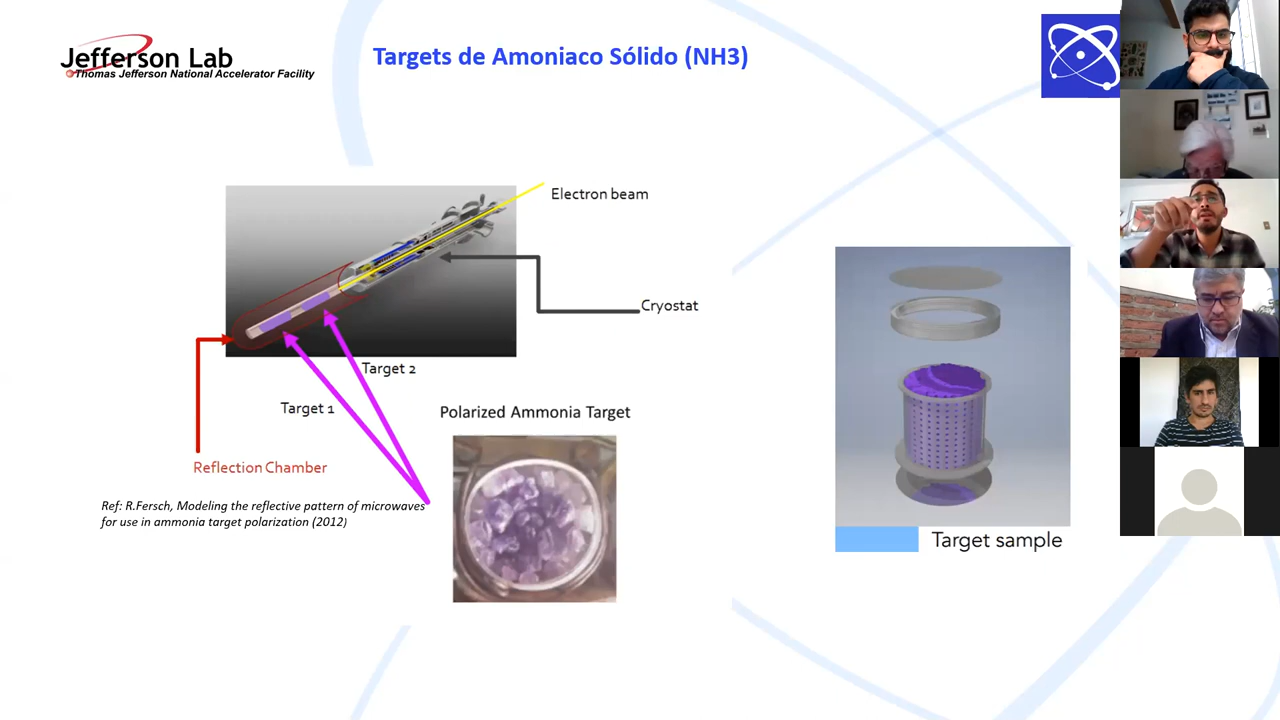 Jefferson Lab
Thomas Jefferson National Accelerator Facility
Targets de Amoniaco Sólido (NH3)
Electron beam
Cryostat
Target 2
Target 1
Polarized Ammonia Target
Reflection Chamber
Ref: R.Fersch, Modeling the reflective pattern of microwaves
for use in ammonia target polarization (2012)
Target sample